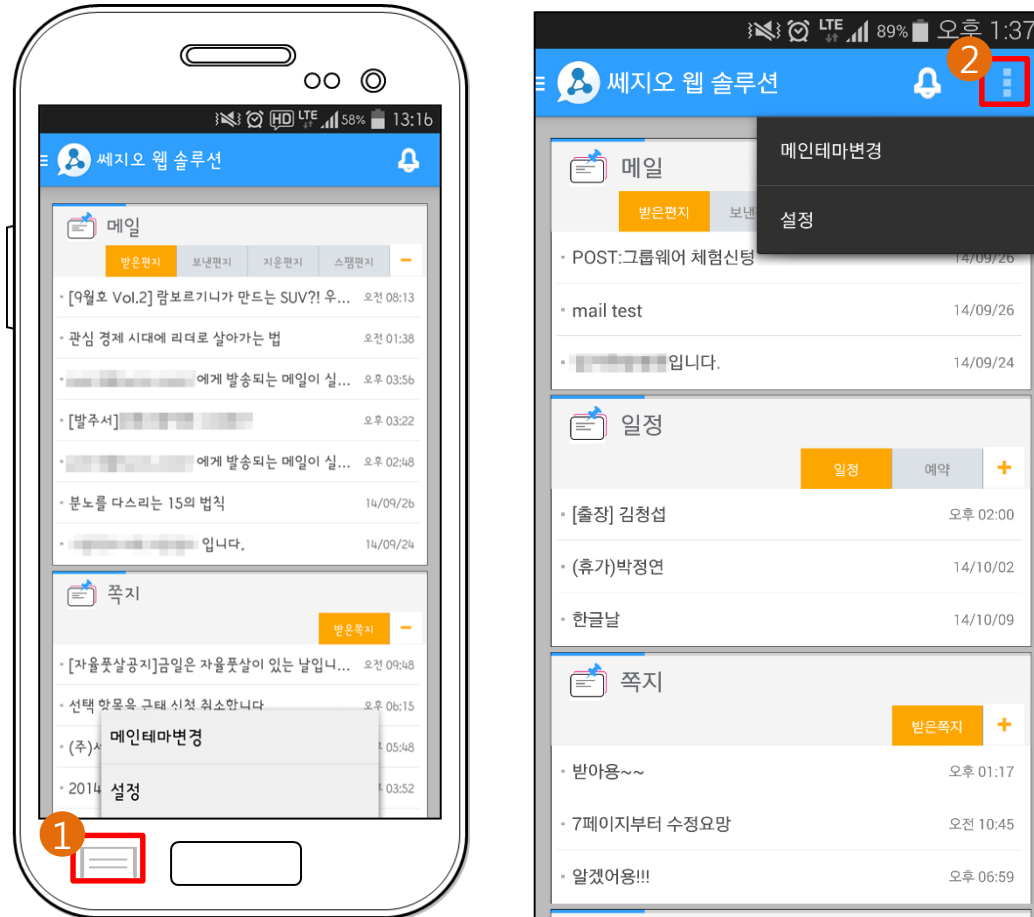 HD LTE 58% 13:16
쎄지오 웹 솔루션
메일
받은편지 보낸편지 지운편지 스팸편지 -
[9월호 Vol.2] 람보르기니가 만드는 SUV?! 우... 오전 08:13
관심 경제 시대에 리더로 살아가는 법 오전 01:38
에게 발송되는 메일이 실... 오후 03:56
[발주서] 오후 03:22
에게 발송되는 메일이 실... 오후 02:48
분노를 다스리는 15의 법칙 14/09/26
입니다. 14/09/24
쪽지
받은쪽지 -
[자율풋살공지]금일은 자율풋살이 있는 날입니... 오전 09:48
선택 항목을 근태 신청 취소합니다 오후 06:15
(주)서 05:48
2014 03:52
메인테마변경
설정
1
LTE 89% 오후 1:37
2
쎄지오 웹 솔루션
메인테마변경
설정
메일
받은편지 보낸
POST:그룹웨어 체험신텅 14/09/26
mail test 14/09/26
입니다. 14/09/24
일정
일정 예약 +
[출장] 김청섭 오후 02:00
(휴가)박정연 14/10/02
한글날 14/10/09
쪽지
받은쪽지 +
받아용~~ 오후 01:17
7페이지부터 수정요망 오전 10:45
알겠어용!!! 오후 06:59